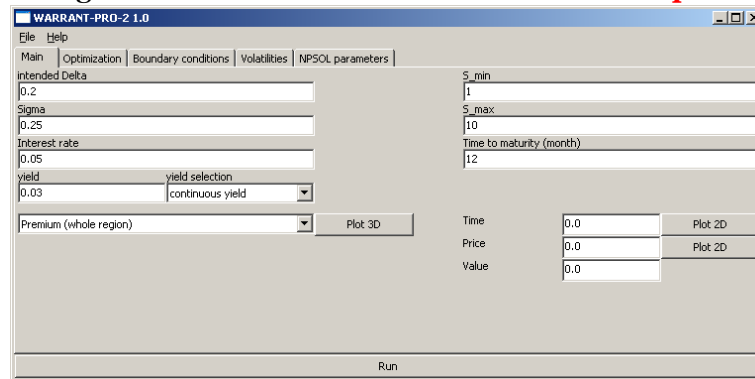 WARRANT-PRO-2 1.0
File Help
Main Optimization Boundary conditions Volatilities NPSOL parameters
intended Delta
0.2
Sigma
0.25
Interest rate
0.05
yield yield selection
0.03 continuous yield
S_min
1
S_max
10
Time to maturity (month)
12
Premium (whole region) Plot 3D
Time 0.0 Plot 2D
Price 0.0 Plot 2D
Value 0.0
Run